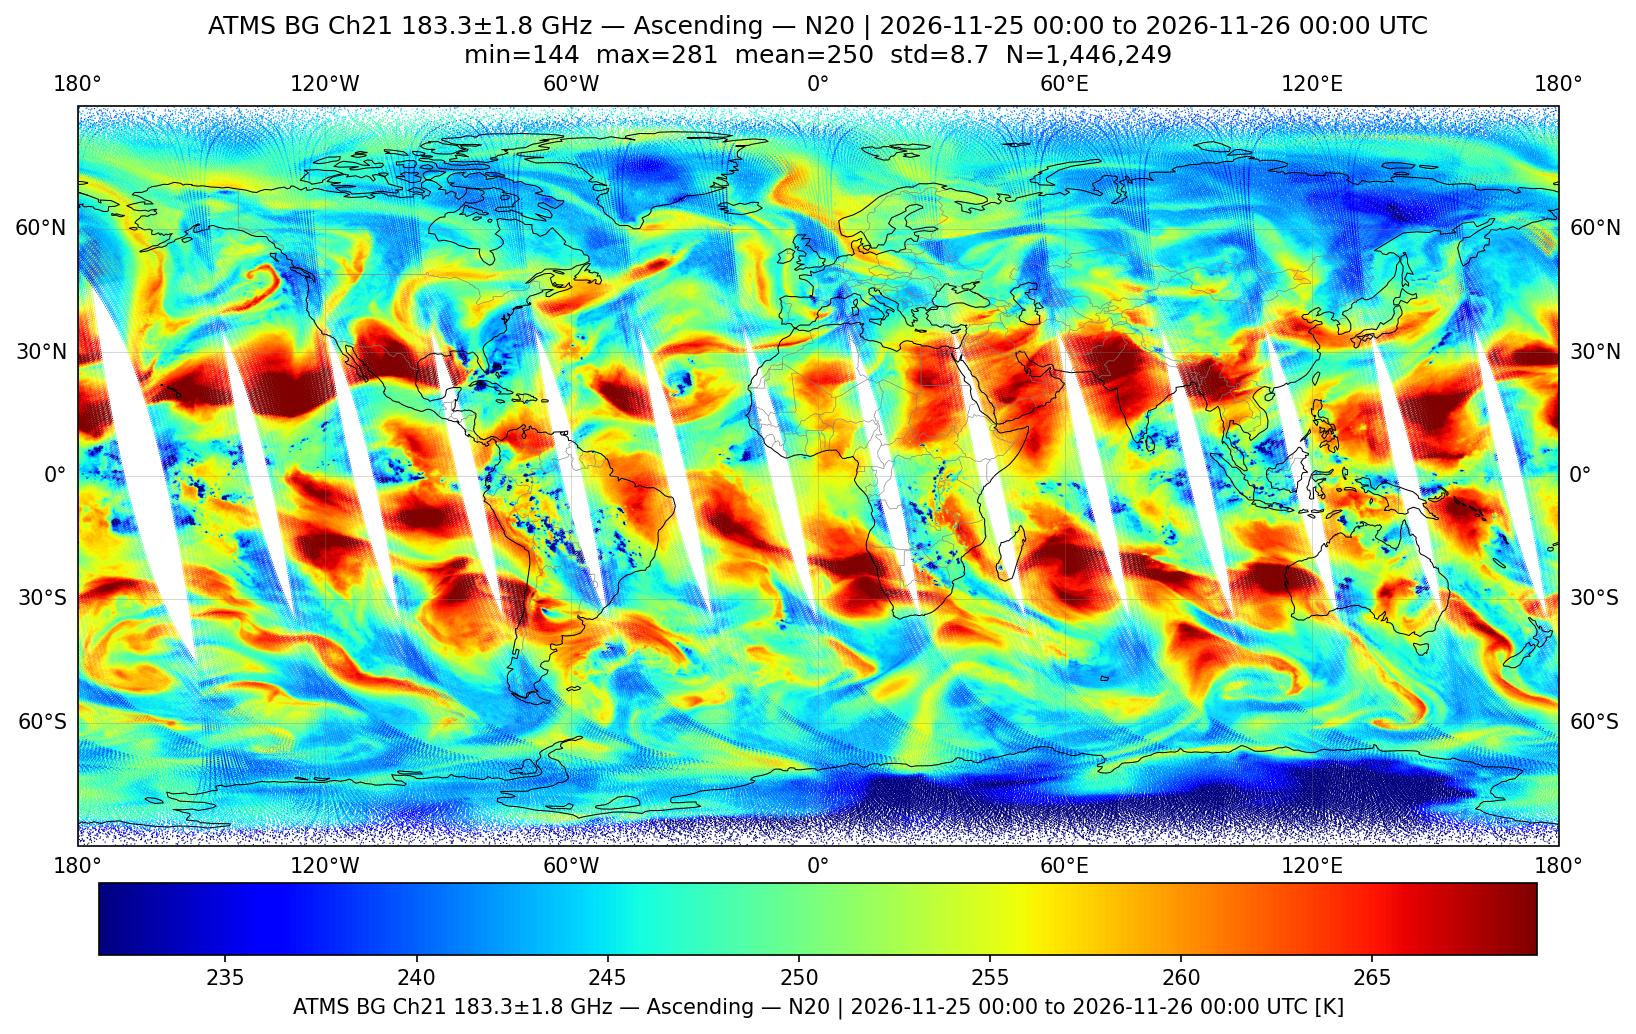 ATMS BG Ch21 183.3±1.8 GHz — Ascending — N20 | 2026-11-25 00:00 to 2026-11-26 00:00 UTC
min=144  max=281  mean=250  std=8.7  N=1,446,249
180° 120°W 60°W 0° 60°E 120°E 180°
60°N 60°N
30°N 30°N
0° 0°
30°S 30°S
60°S 60°S
180° 120°W 60°W 0° 60°E 120°E 180°
235 240 245 250 255 260 265
ATMS BG Ch21 183.3±1.8 GHz — Ascending — N20 | 2026-11-25 00:00 to 2026-11-26 00:00 UTC [K]